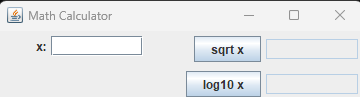 Math Calculator
x: sqrt x
log10 x